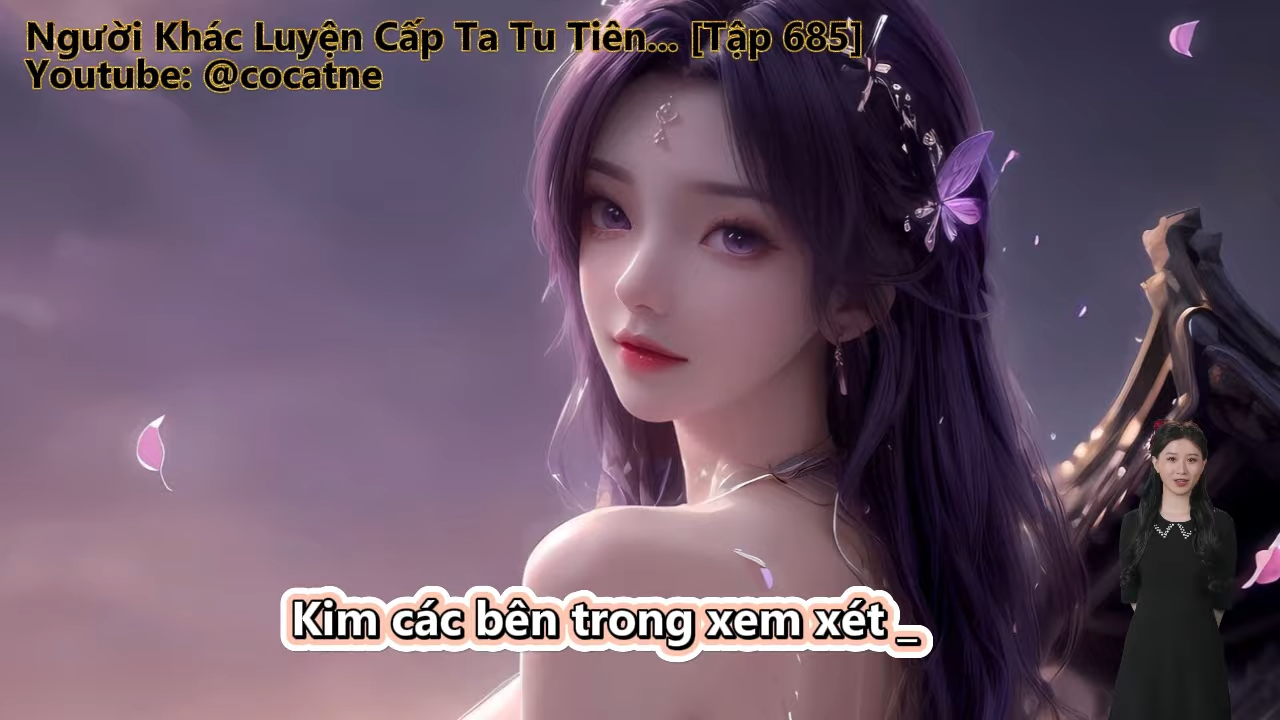 Người Khác Luyện Cấp Ta Tu Tiên... [Tập 685]
Youtube: @cocatne
Kim các bên trong xem xét _